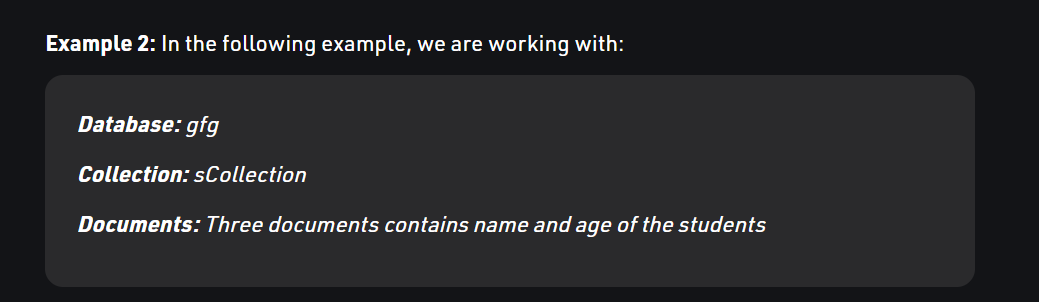 Example 2: In the following example, we are working with:
Database: gfg
Collection: sCollection
Documents: Three documents contains name and age of the students